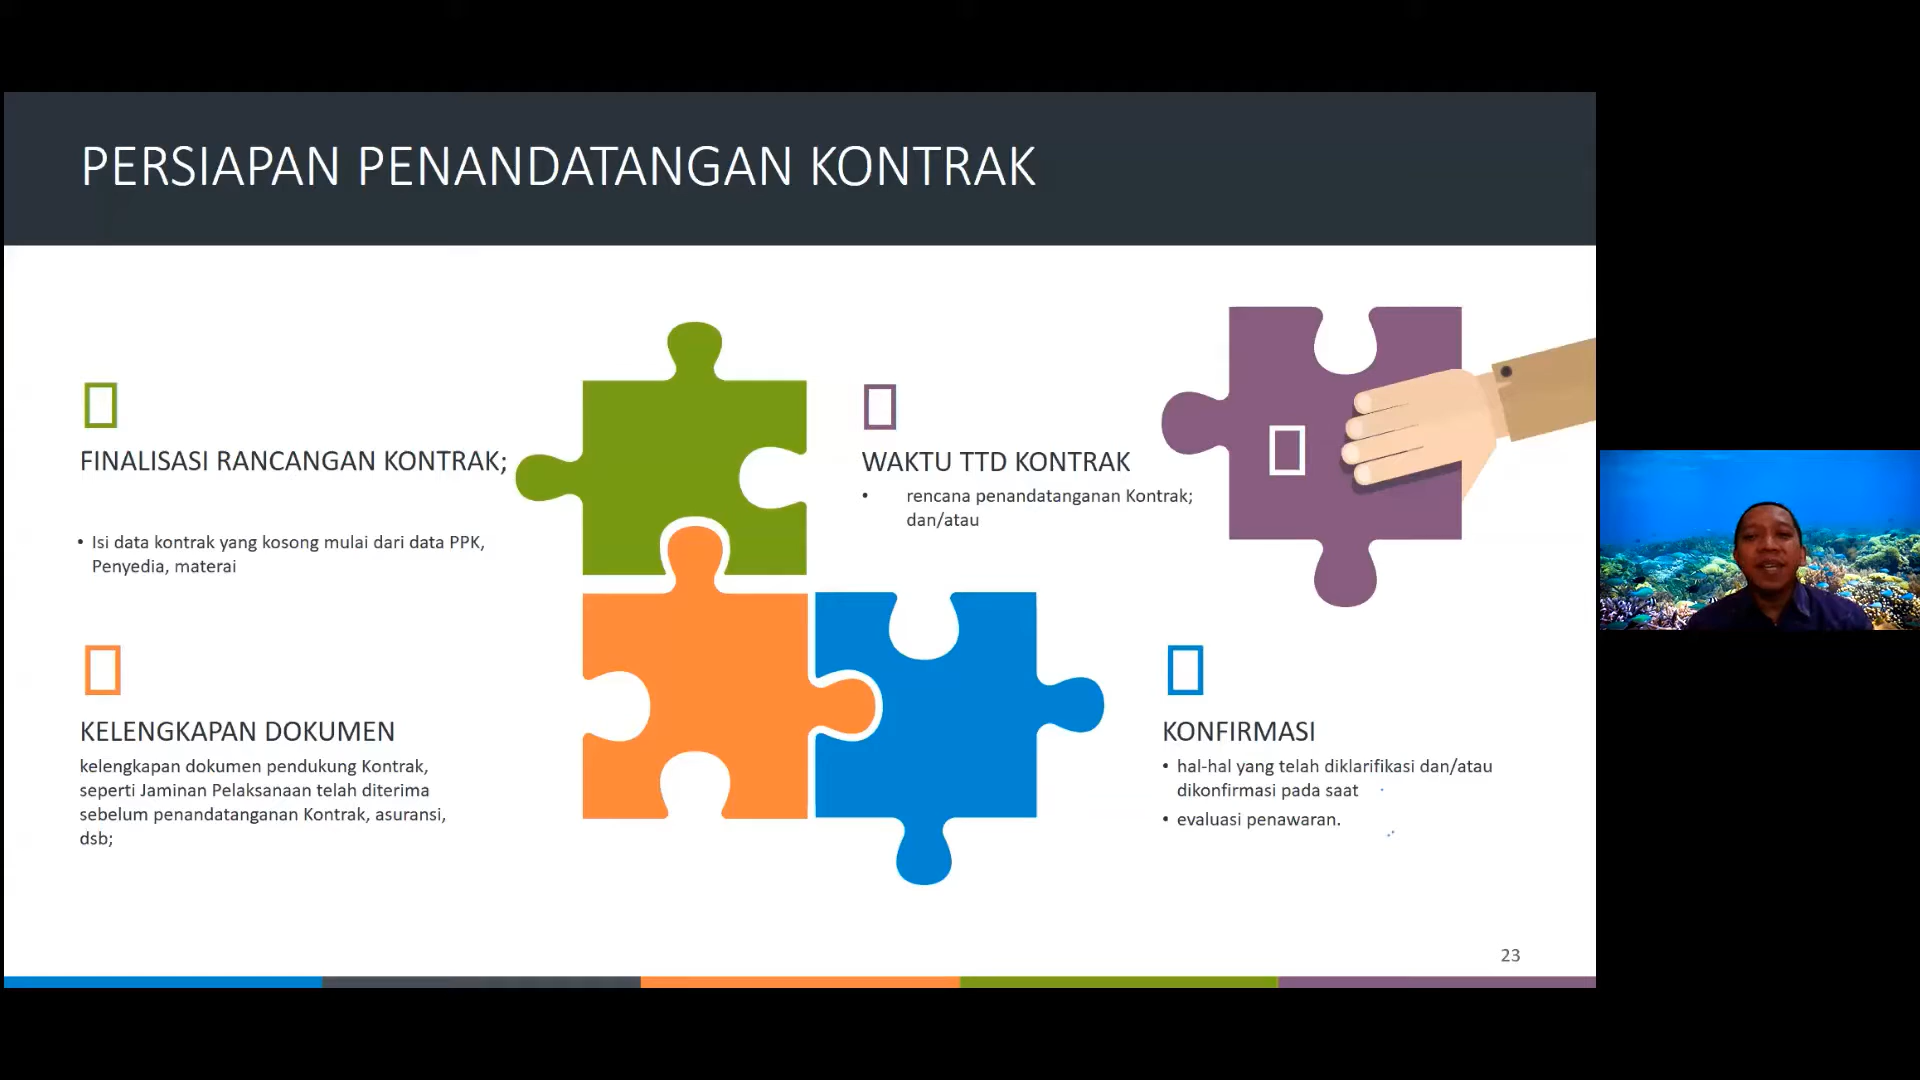 PERSIAPAN PENANDATANGAN KONTRAK
FINALISASI RANCANGAN KONTRAK;
• Isi data kontrak yang kosong mulai dari data PPK,
Penyedia, materai
WAKTU TTD KONTRAK
• rencana penandatanganan Kontrak;
dan/atau
KELENGKAPAN DOKUMEN
kelengkapan dokumen pendukung Kontrak,
seperti Jaminan Pelaksanaan telah diterima
sebelum penandatanganan Kontrak, asuransi,
dsb;
KONFIRMASI
• hal-hal yang telah diklarifikasi dan/atau
dikonfirmasi pada saat
• evaluasi penawaran.
23